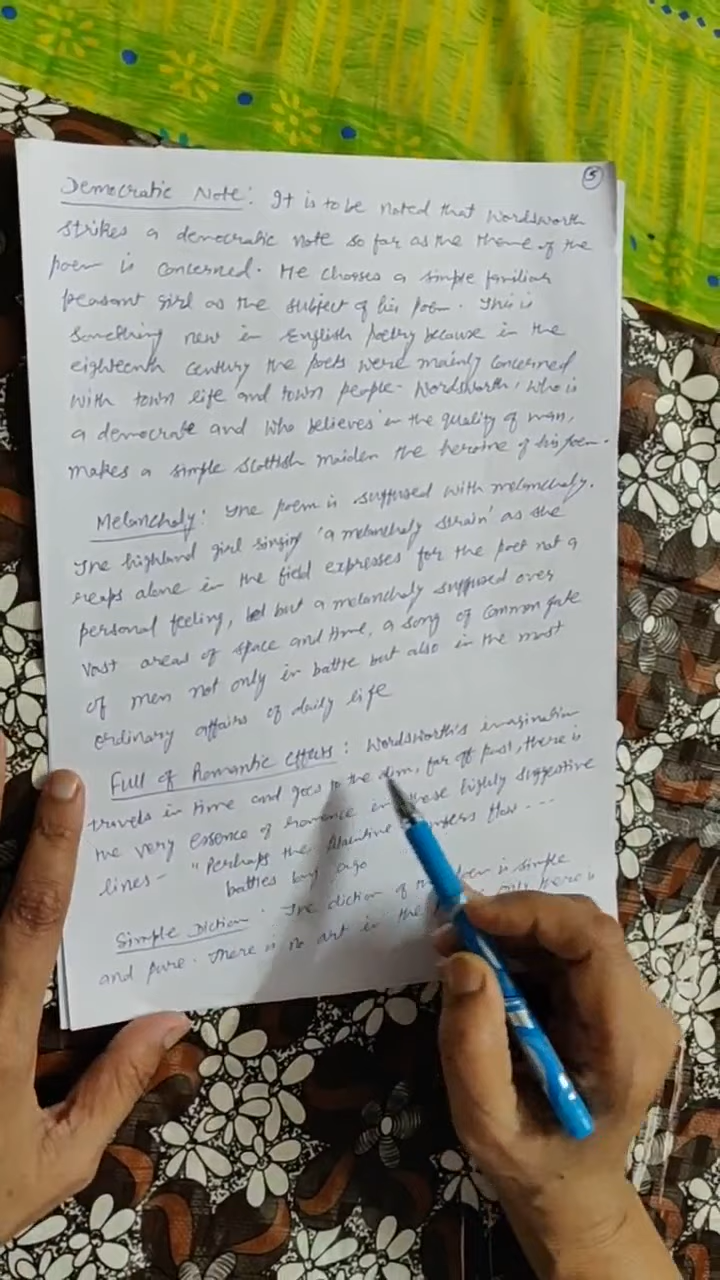 5
Democratic Note: It is to be noted that Wordsworth
strikes a democratic note so far as the theme of the
poem is concerned. He chooses a simple familiar
peasant girl as the subject of his poem. This is
something new in English poetry because in the
eighteenth century the poets were mainly concerned
with town life and town people. Wordsworth, who is
a democrate and who believes in the quality of man,
makes a simple Scottish maiden the heroine of his poem.
Melancholy: The poem is suffused with melancholy.
The highland girl singing 'a melancholy strain' as she
reaps alone in the field expresses for the poet not a
personal feeling, but a melancholy suffused over
vast areas of space and time, a song of common fate
of men not only in battle but also in the most
ordinary affairs of daily life
Full of Romantic effects: Wordsworth's imagination
travels in time and goes to the dim, far off past, there is
the very essence of romance in these highly suggestive
lines- "Perhaps the Plaintive flow ...
battles long ago
Simple Diction: The diction of the poem is simple
and pure. There is no art in the only there is